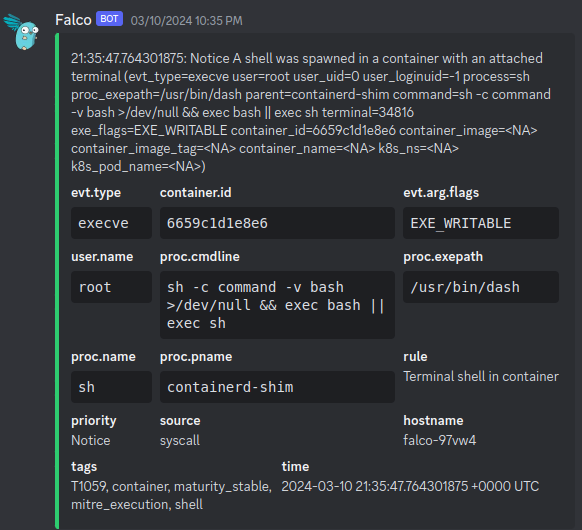 Falco BOT 03/10/2024 10:35 PM
21:35:47.764301875: Notice A shell was spawned in a container with an attached
terminal (evt_type=execve user=root user_uid=0 user_loginuid=-1 process=sh
proc_exepath=/usr/bin/dash parent=containerd-shim command=sh -c command
-v bash >/dev/null && exec bash || exec sh terminal=34816
exe_flags=EXE_WRITABLE container_id=6659c1d1e8e6 container_image=<NA>
container_image_tag=<NA> container_name=<NA> k8s_ns=<NA>
k8s_pod_name=<NA>)
evt.type container.id evt.arg.flags
execve 6659c1d1e8e6 EXE_WRITABLE
user.name proc.cmdline proc.exepath
root sh -c command -v bash /usr/bin/dash
>/dev/null && exec bash ||
exec sh
proc.name proc.pname rule
sh containerd-shim Terminal shell in container
priority source hostname
Notice syscall falco-97vw4
tags time
T1059, container, maturity_stable, 2024-03-10 21:35:47.764301875 +0000 UTC
mitre_execution, shell